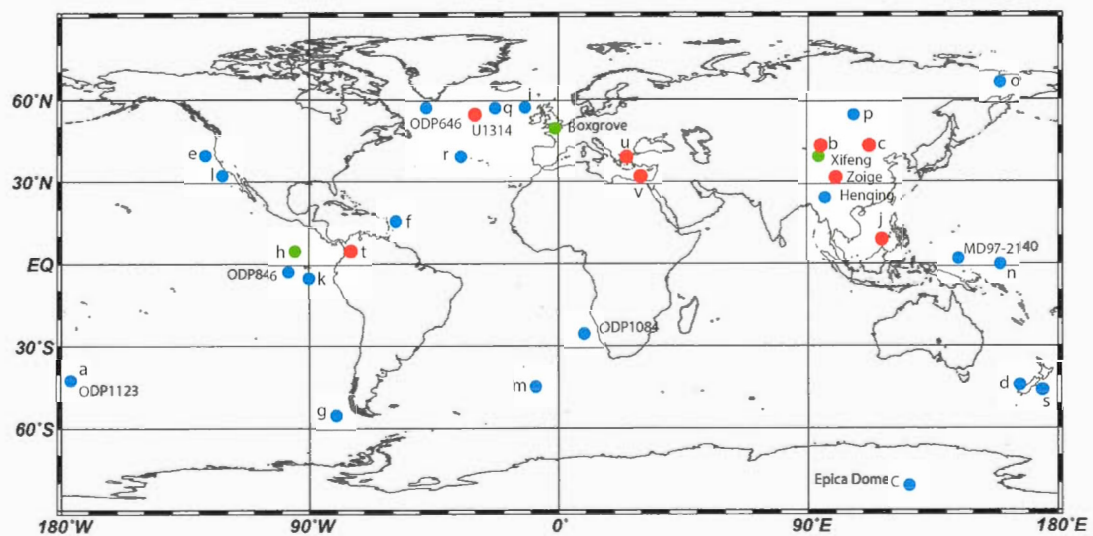 60°N
o
i
q
ODP646
U1314
Boxgrove
p
b
c
u
Xifeng
e
r
Zoige
30°N
l
v
Henqing
f
j
h
t
MD97-2140
EQ
ODP846
k
n
ODP1084
30°S
a
ODP1123
m
d
g
s
60°S
Epica Dome C
180°W
90°W
0°
90°E
180°E